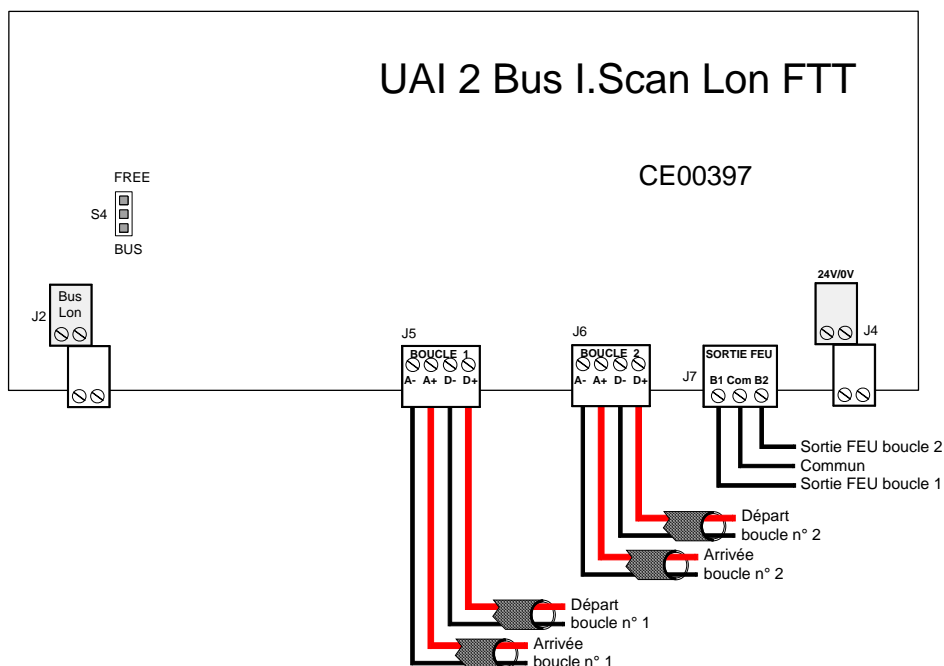 UAI 2 Bus I.Scan Lon FTT
CE00397
FREE
S4
BUS
24V/0V
Bus
Lon
J2
J4
J5
BOUCLE 1
A- A+ D- D+
J6
BOUCLE 2
A- A+ D- D+
SORTIE FEU
J7
B1 Com B2
Sortie FEU boucle 2
Commun
Sortie FEU boucle 1
Départ
boucle n° 2
Arrivée
boucle n° 2
Départ
boucle n° 1
Arrivée
boucle n° 1